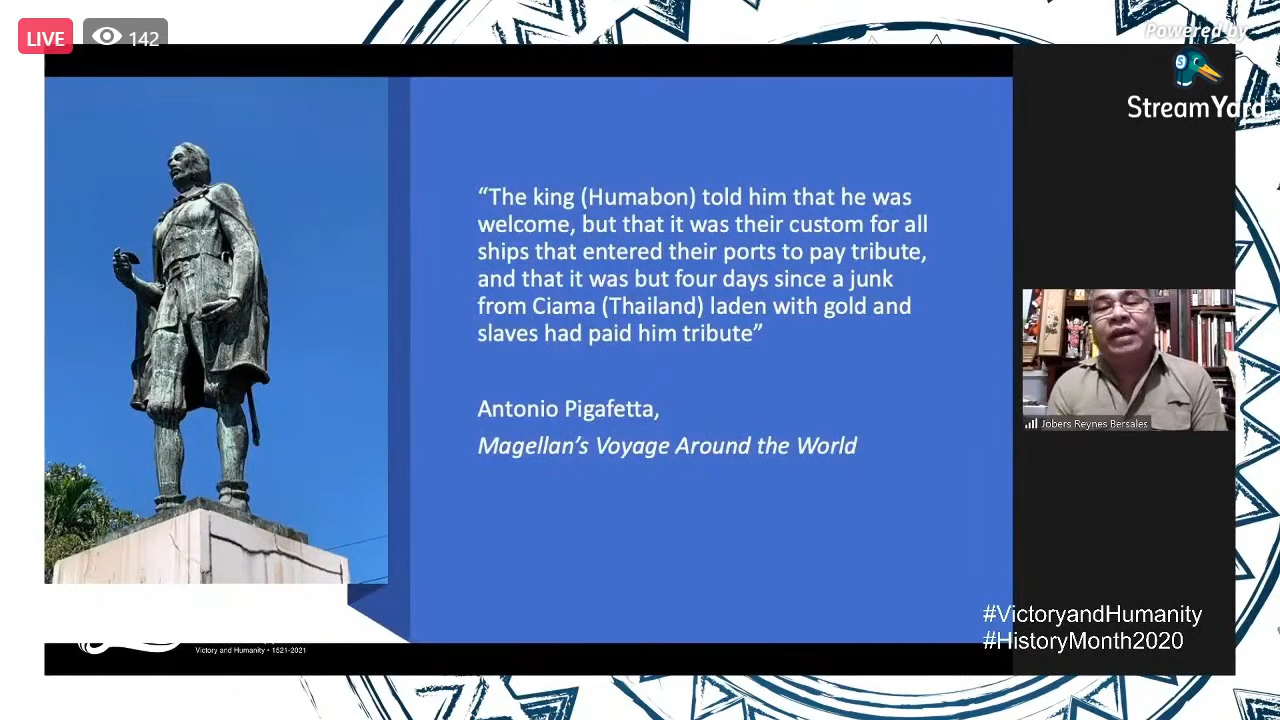 LIVE
142
Powered by
StreamYard
“The king (Humabon) told him that he was
welcome, but that it was their custom for all
ships that entered their ports to pay tribute,
and that it was but four days since a junk
from Ciama (Thailand) laden with gold and
slaves had paid him tribute”
Antonio Pigafetta,
Magellan’s Voyage Around the World
Jobers Reynes Bersales
#VictoryandHumanity
#HistoryMonth2020
Victory and Humanity • 1521-2021